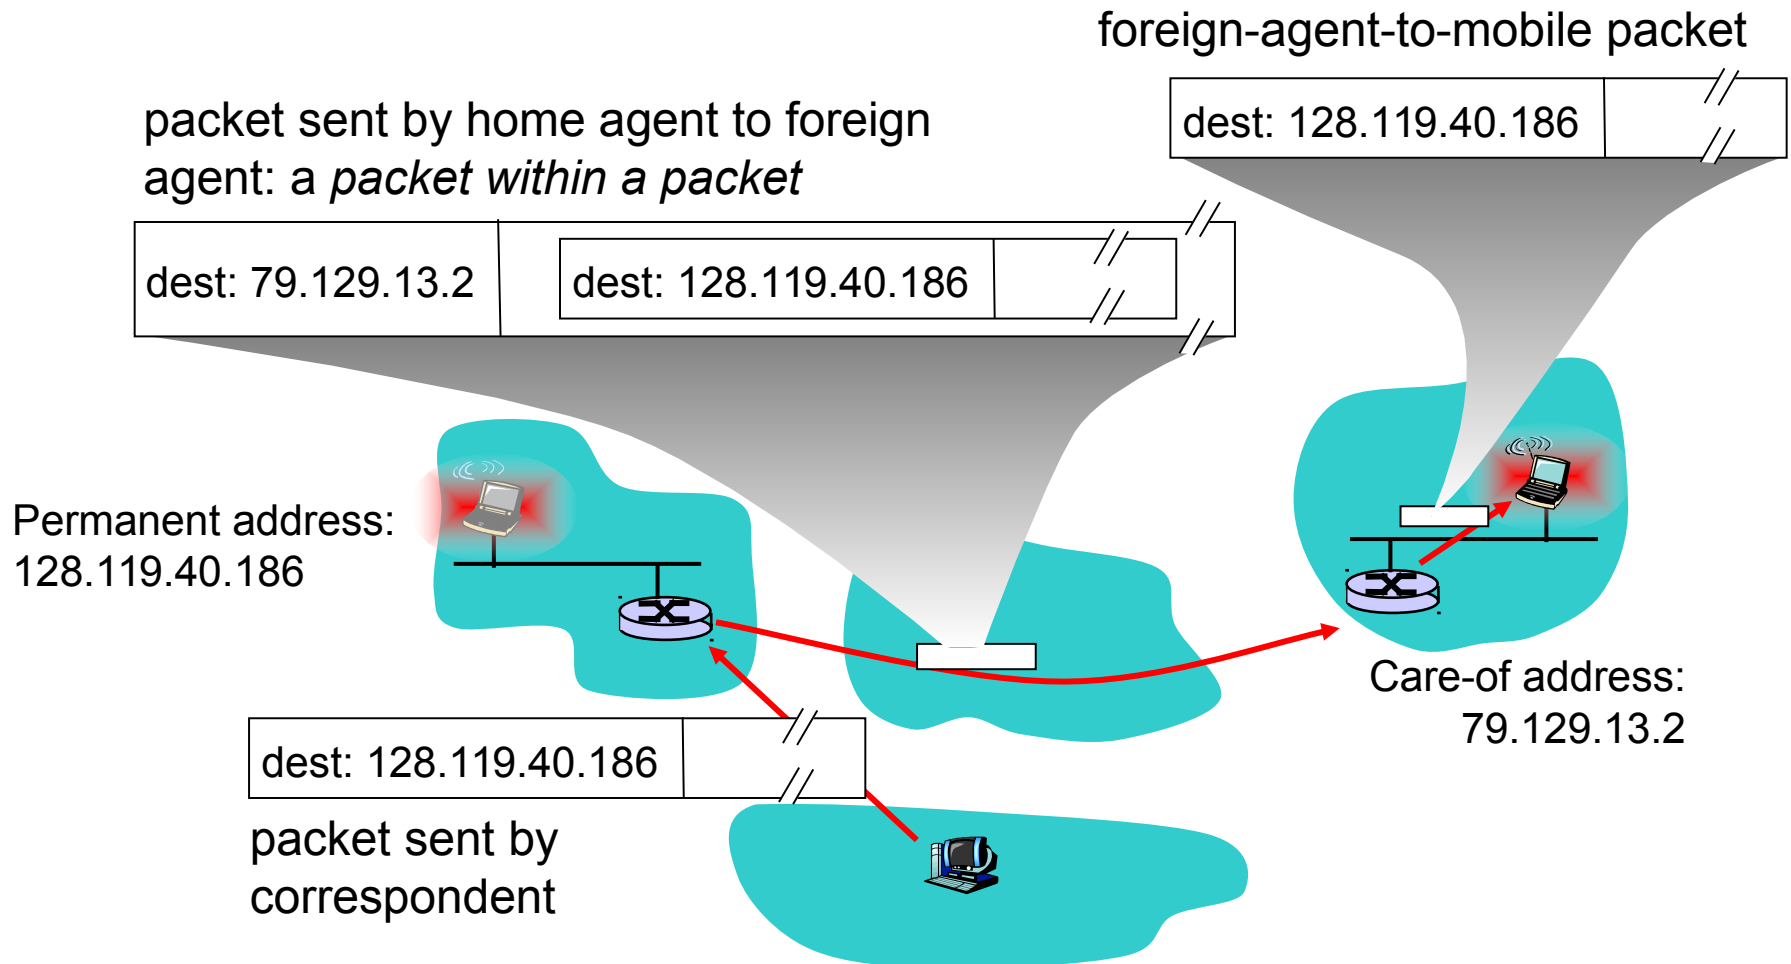 foreign-agent-to-mobile packet
dest: 128.119.40.186
packet sent by home agent to foreign
agent: a packet within a packet
dest: 79.129.13.2
dest: 128.119.40.186
Permanent address:
128.119.40.186
Care-of address:
79.129.13.2
dest: 128.119.40.186
packet sent by
correspondent